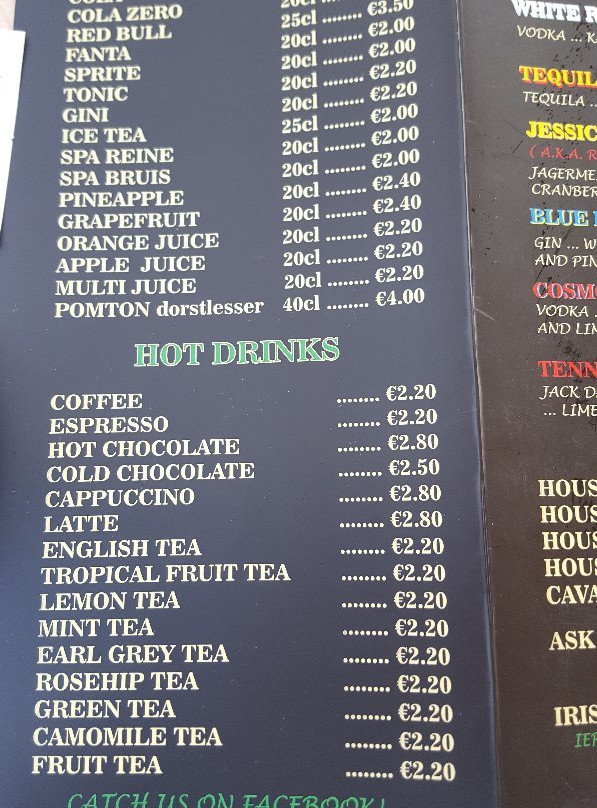 COLA ZERO 20cl
RED BULL 25cl ........ €3.50
FANTA 20cl ........ €2.00
SPRITE 20cl ........ €2.00
TONIC 20cl ........ €2.20
GINI 20cl ........ €2.20
ICE TEA 25cl ........ €2.00
SPA REINE 20cl ........ €2.00
SPA BRUIS 20cl ........ €2.00
PINEAPPLE 20cl ........ €2.40
GRAPEFRUIT 20cl ........ €2.40
ORANGE JUICE 20cl ........ €2.20
APPLE JUICE 20cl ........ €2.20
MULTI JUICE 20cl ........ €2.20
POMTON dorstlesser 40cl ........ €4.00
HOT DRINKS
COFFEE ........ €2.20
ESPRESSO ........ €2.20
HOT CHOCOLATE ........ €2.80
COLD CHOCOLATE ........ €2.50
CAPPUCCINO ........ €2.80
LATTE ........ €2.80
ENGLISH TEA ........ €2.20
TROPICAL FRUIT TEA ........ €2.20
LEMON TEA ........ €2.20
MINT TEA ........ €2.20
EARL GREY TEA ........ €2.20
ROSEHIP TEA ........ €2.20
GREEN TEA ........ €2.20
CAMOMILE TEA ........ €2.20
FRUIT TEA ........ €2.20
CATCH US ON FACEBOOK!
WHITE R
VODKA ... K
TEQUIL
TEQUILA ..
JESSIC
( A.K.A. R
JAGERME
CRANBER
BLUE
GIN ... W
AND PIN
COSMO
VODKA ..
AND LIM
TENN
JACK D
... LIME
HOUS
HOUS
HOUS
HOUS
CAVA
ASK
IRIS
IER